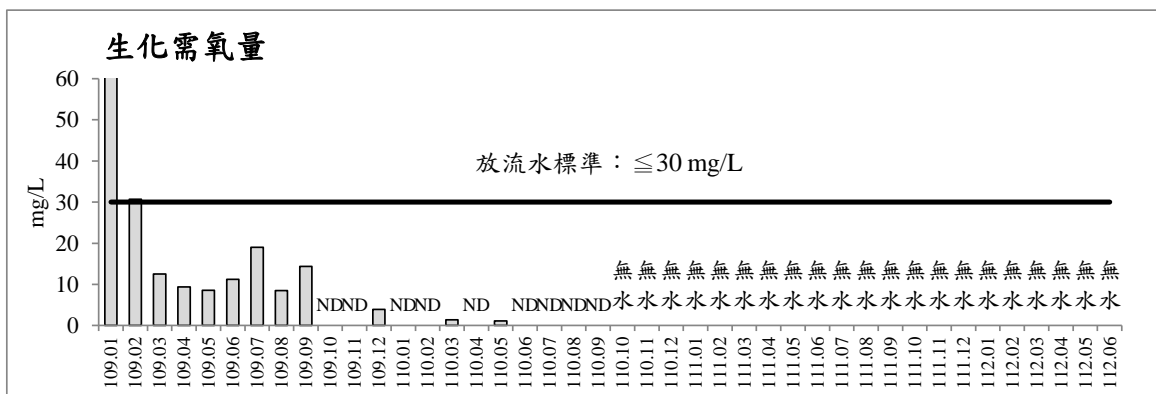 生化需氧量
60
50
40
30
20
10
0
mg/L
放流水標準：≦30 mg/L
ND ND ND ND ND ND ND ND ND
無 無 無 無 無 無 無 無 無 無 無 無 無 無 無 無 無 無 無 無 無
水 水 水 水 水 水 水 水 水 水 水 水 水 水 水 水 水 水 水 水 水
109.01 109.02 109.03 109.04 109.05 109.06 109.07 109.08 109.09 109.10 109.11 109.12 110.01 110.02 110.03 110.04 110.05 110.06 110.07 110.08 110.09 110.10 110.11 110.12 111.01 111.02 111.03 111.04 111.05 111.06 111.07 111.08 111.09 111.10 111.11 111.12 112.01 112.02 112.03 112.04 112.05 112.06